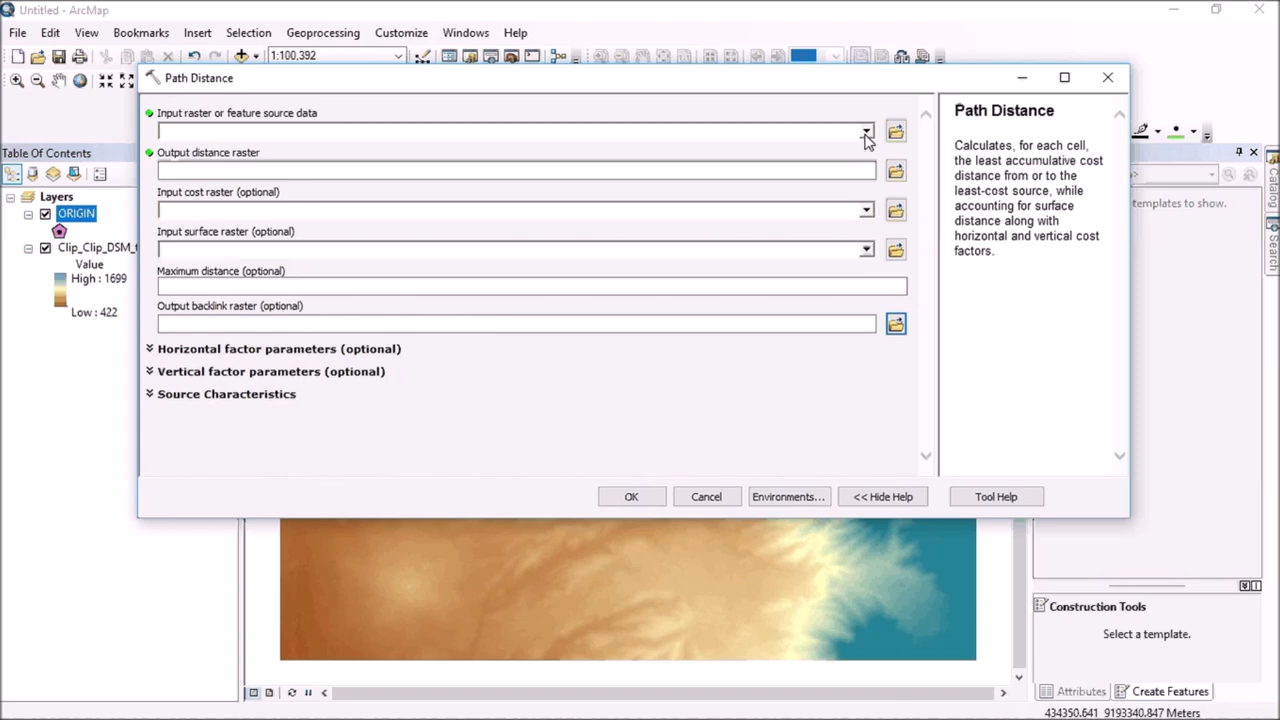 Untitled - ArcMap
File Edit View Bookmarks Insert Selection Geoprocessing Customize Windows Help
1:100,392
Path Distance
Input raster or feature source data
Output distance raster
Input cost raster (optional)
Input surface raster (optional)
Maximum distance (optional)
Output backlink raster (optional)
Horizontal factor parameters (optional)
Vertical factor parameters (optional)
Source Characteristics
OK Cancel Environments... << Hide Help Tool Help
Path Distance
Calculates, for each cell,
the least accumulative cost
distance from or to the
least-cost source, while
accounting for surface
distance along with
horizontal and vertical cost
factors.
Table Of Contents
Layers
ORIGIN
Clip_Clip_DSM_
Value
High : 1699
Low : 422
templates to show.
Catalog
Search
Construction Tools
Select a template.
Attributes Create Features
434350.641 9193340.847 Meters